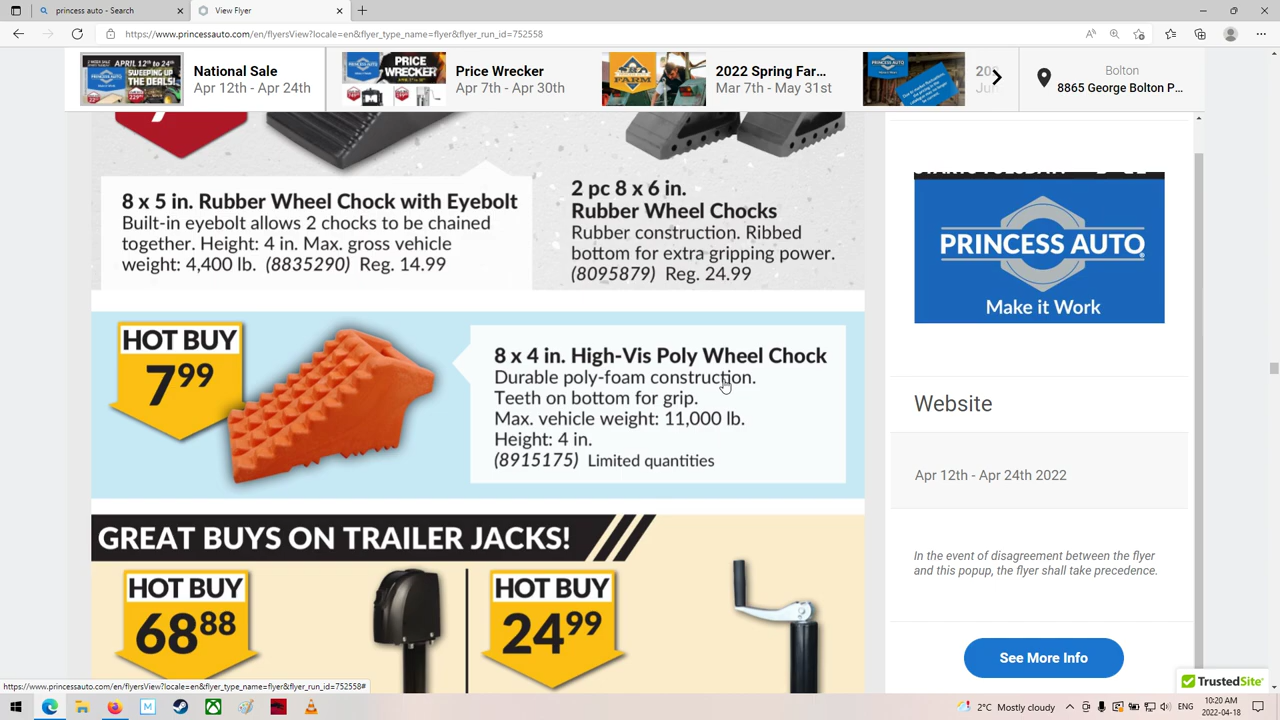 princess auto - Search
View Flyer
https://www.princessauto.com/en/flyersView?locale=en&flyer_type_name=flyer&flyer_run_id=752558
National Sale
Apr 12th - Apr 24th
Price Wrecker
Apr 7th - Apr 30th
2022 Spring Far...
Mar 7th - May 31st
Bolton
8865 George Bolton P...
8 x 5 in. Rubber Wheel Chock with Eyebolt
Built-in eyebolt allows 2 chocks to be chained
together. Height: 4 in. Max. gross vehicle
weight: 4,400 lb. (8835290) Reg. 14.99
2 pc 8 x 6 in.
Rubber Wheel Chocks
Rubber construction. Ribbed
bottom for extra gripping power.
(8095879) Reg. 24.99
HOT BUY
7 99
8 x 4 in. High-Vis Poly Wheel Chock
Durable poly-foam construction.
Teeth on bottom for grip.
Max. vehicle weight: 11,000 lb.
Height: 4 in.
(8915175) Limited quantities
GREAT BUYS ON TRAILER JACKS!
HOT BUY
68 88
HOT BUY
24 99
PRINCESS AUTO
Make it Work
Website
Apr 12th - Apr 24th 2022
In the event of disagreement between the flyer
and this popup, the flyer shall take precedence.
See More Info
TrustedSite
https://www.princessauto.com/en/flyersView?locale=en&flyer_type_name=flyer&flyer_run_id=752558#
2°C Mostly cloudy
ENG
10:20 AM
2022-04-18